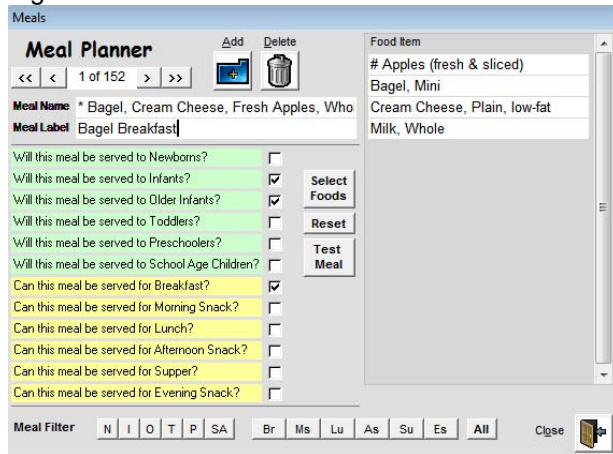 Meals
Meal Planner
Add Delete
<< < 1 of 152 > >>
Meal Name * Bagel, Cream Cheese, Fresh Apples, Whol
Meal Label Bagel Breakfast
Will this meal be served to Newborns?
Will this meal be served to Infants?
Will this meal be served to Older Infants?
Will this meal be served to Toddlers?
Will this meal be served to Preschoolers?
Will this meal be served to School Age Children?
Can this meal be served for Breakfast?
Can this meal be served for Morning Snack?
Can this meal be served for Lunch?
Can this meal be served for Afternoon Snack?
Can this meal be served for Supper?
Can this meal be served for Evening Snack?
Select
Foods
Reset
Test
Meal
Food Item
# Apples (fresh & sliced)
Bagel, Mini
Cream Cheese, Plain, low-fat
Milk, Whole
Meal Filter N I O T P SA Br Ms Lu As Su Es All Close